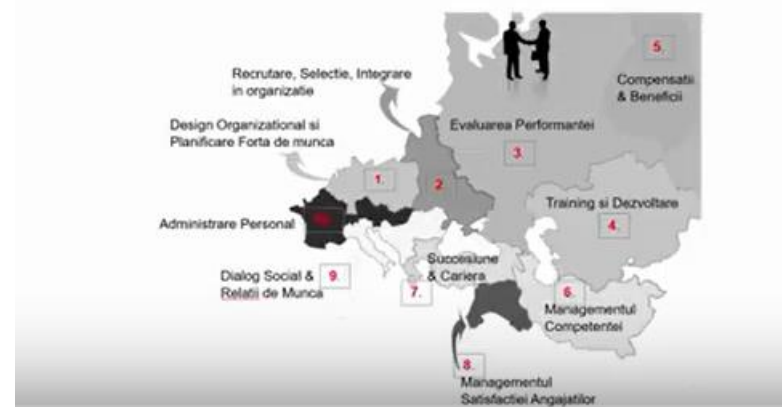 5.
Compensatii
& Beneficii
Recrutare, Selectie, Integrare
in organizatie
Design Organizational si
Planificare Forta de munca
Evaluarea Performantei
3.
1.
2
Training si Dezvoltare
4.
Administrare Personal
Succesiune
& Cariera
7.
Dialog Social &
Relatii de Munca
9.
6.
Managementul
Competentei
8.
Managementul
Satisfactiei Angajatilor